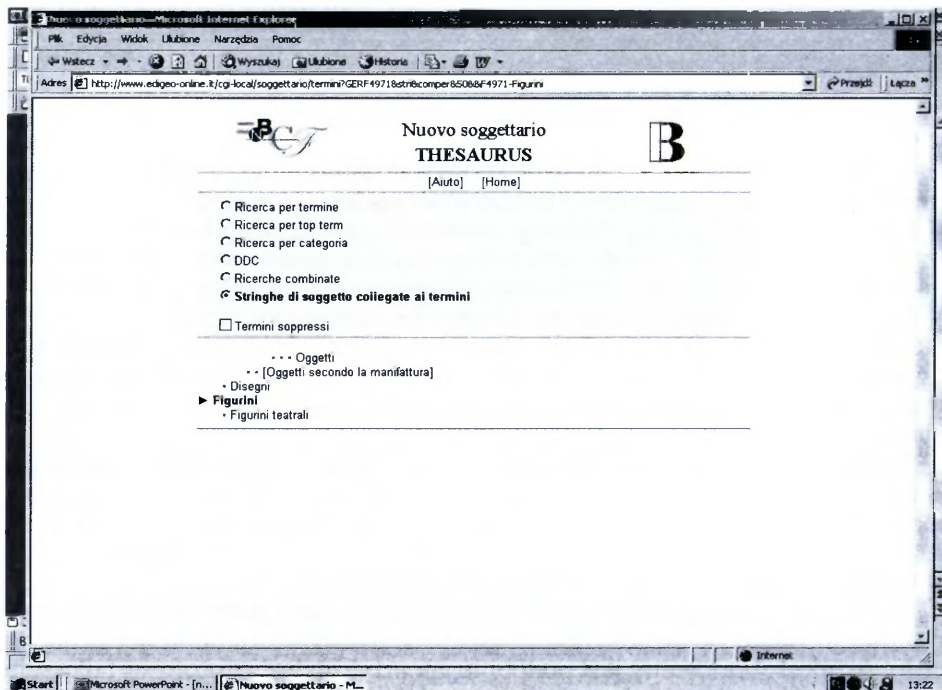 Nuovo soggettario - Microsoft Internet Explorer
Plik Edycja Widok Ulubione Narzędzia Pomoc
Wstecz Wyszukaj Ulubione Historia
Adres http://www.edigeo-online.it/cgi-local/soggettario/termini?GERF4971&stri&comper&508&F4971-Figurini Przejdź Łącza »
BNCF
Nuovo soggettario
THESAURUS
B
[Aiuto] [Home]
Ricerca per termine
Ricerca per top term
Ricerca per categoria
DDC
Ricerche combinate
Stringhe di soggetto collegate ai termini
Termini soppressi
• • • Oggetti
• • [Oggetti secondo la manifattura]
• Disegni
► Figurini
• Figurini teatrali
Internet
Start Microsoft PowerPoint - [n... Nuovo soggettario - M... 13:22